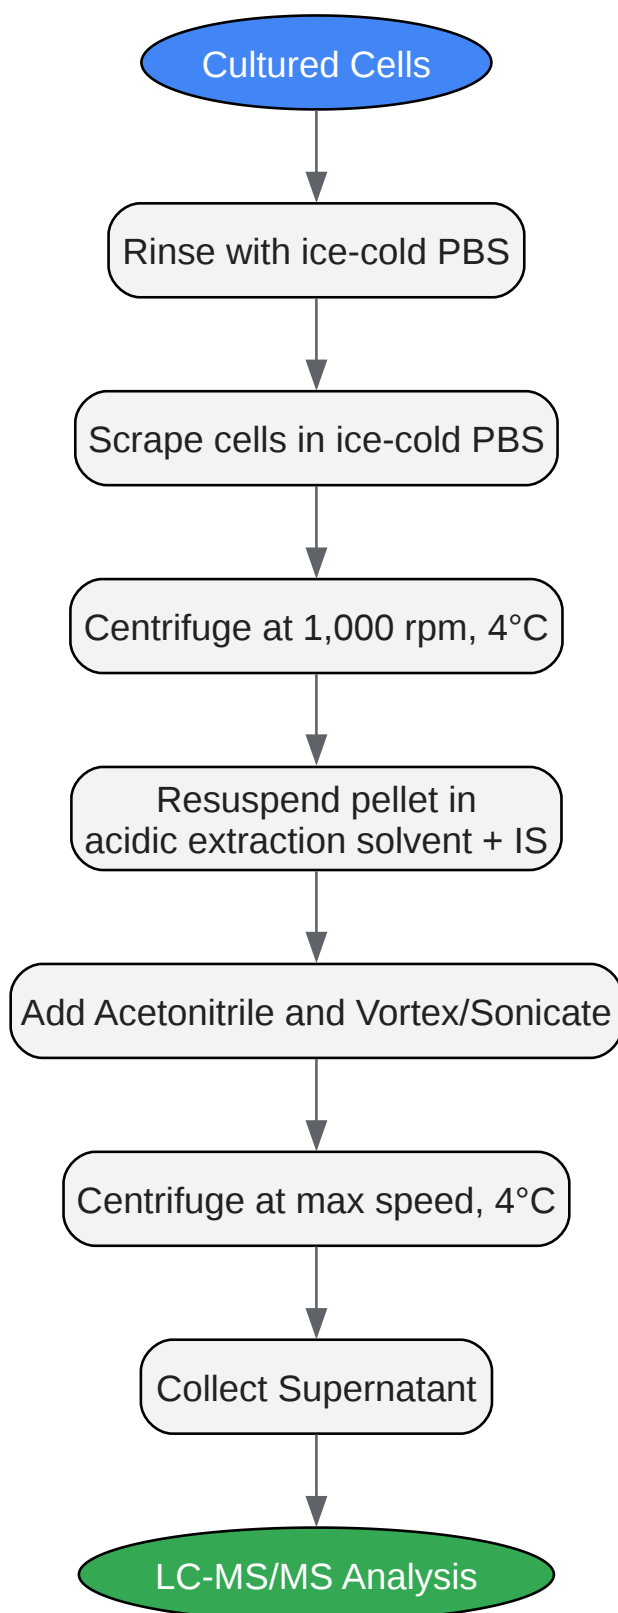 Cultured Cells
Rinse with ice-cold PBS
Scrape cells in ice-cold PBS
Centrifuge at 1,000 rpm, 4°C
Resuspend pellet in
acidic extraction solvent + IS
Add Acetonitrile and Vortex/Sonicate
Centrifuge at max speed, 4°C
Collect Supernatant
LC-MS/MS Analysis